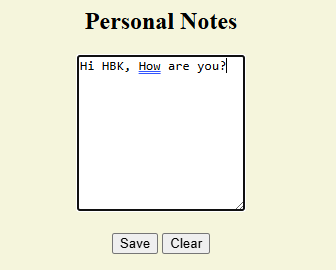 Personal Notes
Hi HBK, How are you?
Save Clear